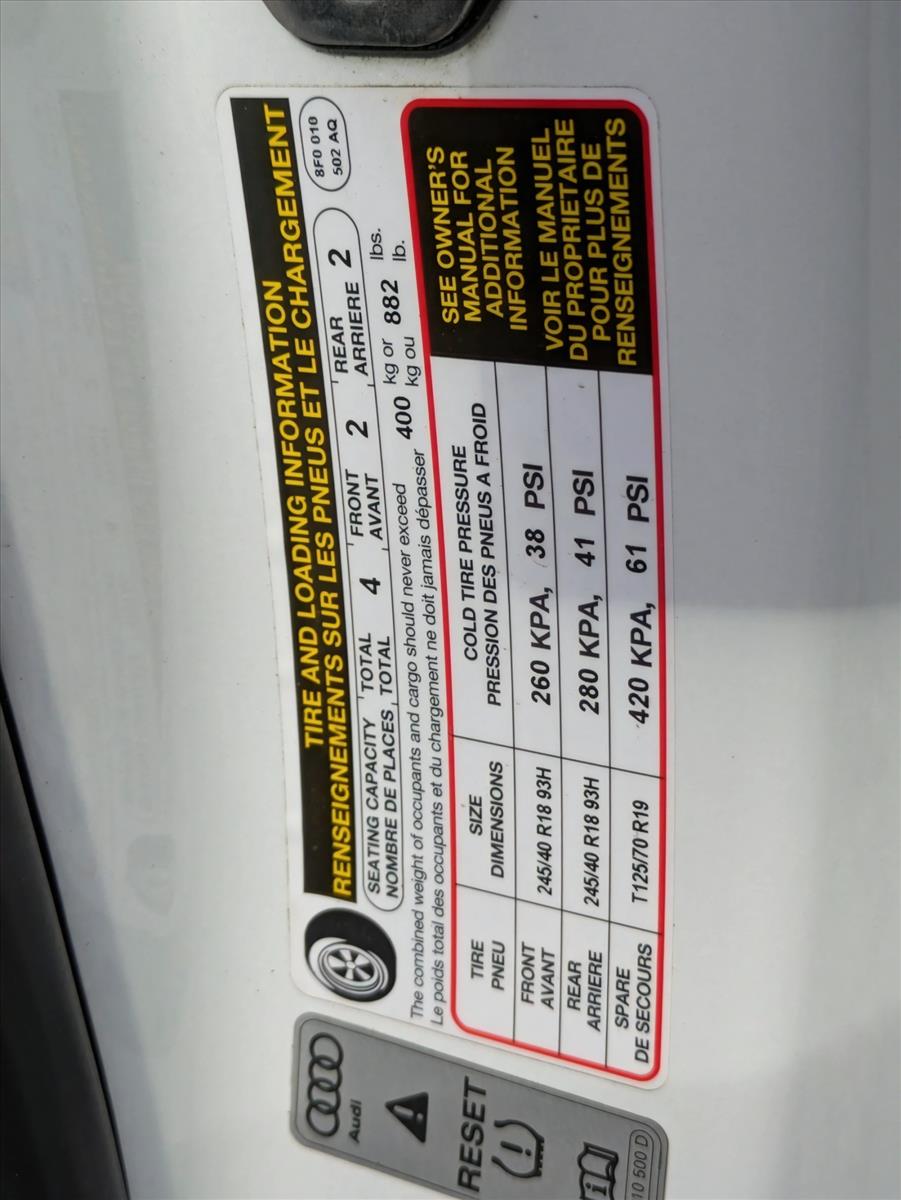 TIRE AND LOADING INFORMATION
RENSEIGNEMENTS SUR LES PNEUS ET LE CHARGEMENT
SEATING CAPACITY TOTAL 4 FRONT 2 REAR 2
NOMBRE DE PLACES TOTAL AVANT ARRIERE
8F0 010
502 AQ
The combined weight of occupants and cargo should never exceed 400 kg or 882 lbs.
Le poids total des occupants et du chargement ne doit jamais dépasser kg ou lb.
TIRE SIZE COLD TIRE PRESSURE
PNEU DIMENSIONS PRESSION DES PNEUS A FROID
FRONT
AVANT 245/40 R18 93H 260 KPA, 38 PSI
REAR
ARRIERE 245/40 R18 93H 280 KPA, 41 PSI
SPARE
DE SECOURS T125/70 R19 420 KPA, 61 PSI
SEE OWNER'S
MANUAL FOR
ADDITIONAL
INFORMATION
VOIR LE MANUEL
DU PROPRIETAIRE
POUR PLUS DE
RENSEIGNEMENTS
Audi
RESET
10 500 D